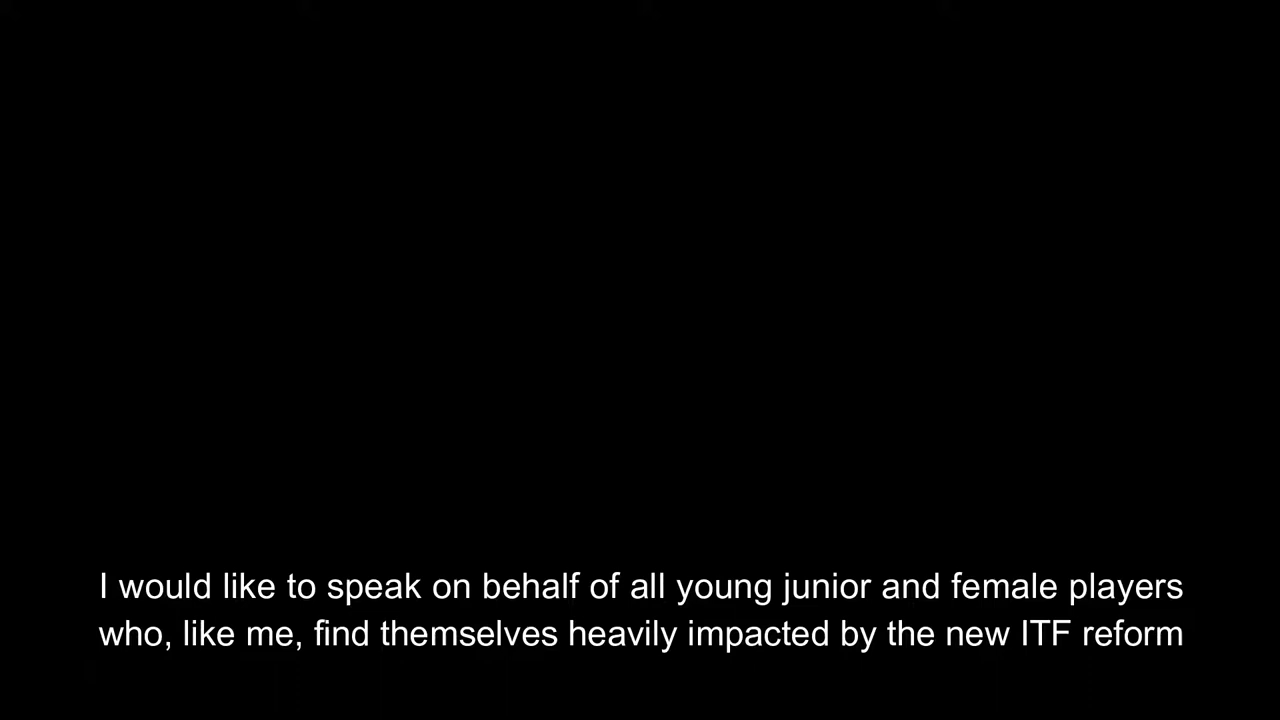 I would like to speak on behalf of all young junior and female players
who, like me, find themselves heavily impacted by the new ITF reform